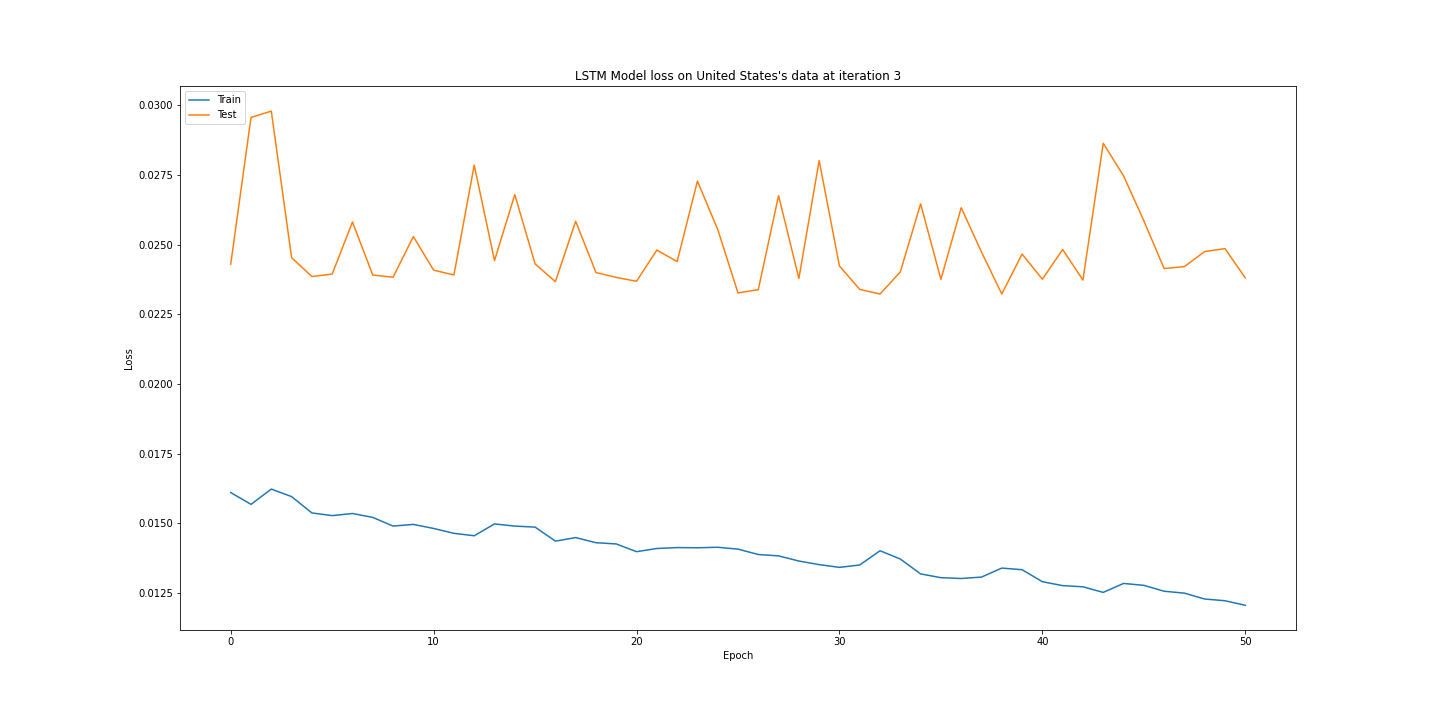 LSTM Model loss on United States's data at iteration 3
Train
Test
0.0300
0.0275
0.0250
0.0225
0.0200
0.0175
0.0150
0.0125
Loss
0 10 20 30 40 50
Epoch